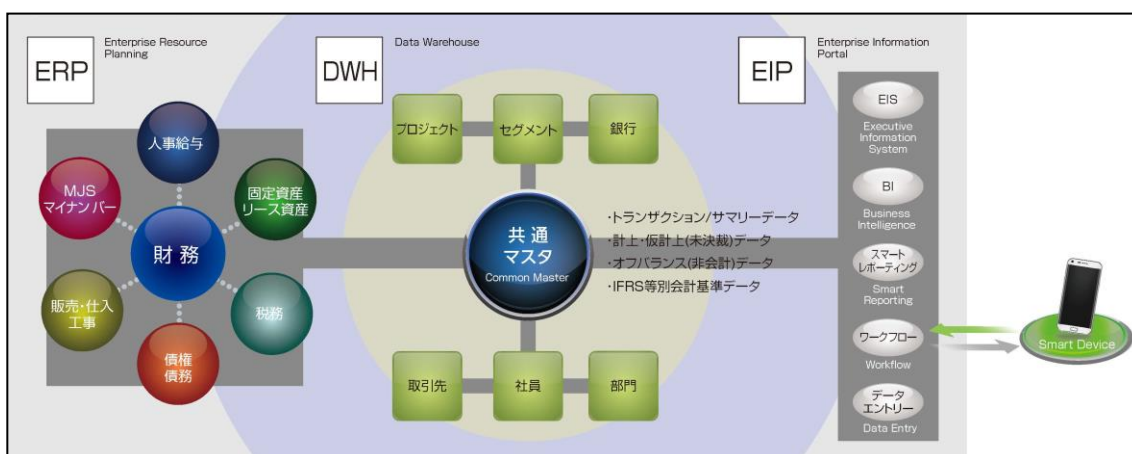 ERP
Enterprise Resource
Planning
人事給与
MJS
マイナンバー
固定資産
リース資産
財務
販売・仕入
工事
税務
債権
債務
DWH
Data Warehouse
プロジェクト
セグメント
銀行
共通
マスタ
Common Master
・トランザクション/サマリーデータ
・計上・仮計上(未決裁)データ
・オフバランス(非会計)データ
・IFRS等別会計基準データ
取引先
社員
部門
EIP
Enterprise Information
Portal
EIS
Executive
Information
System
BI
Business
Intelligence
スマート
レポーティング
Smart
Reporting
ワークフロー
Workflow
データ
エントリー
Data Entry
Smart Device